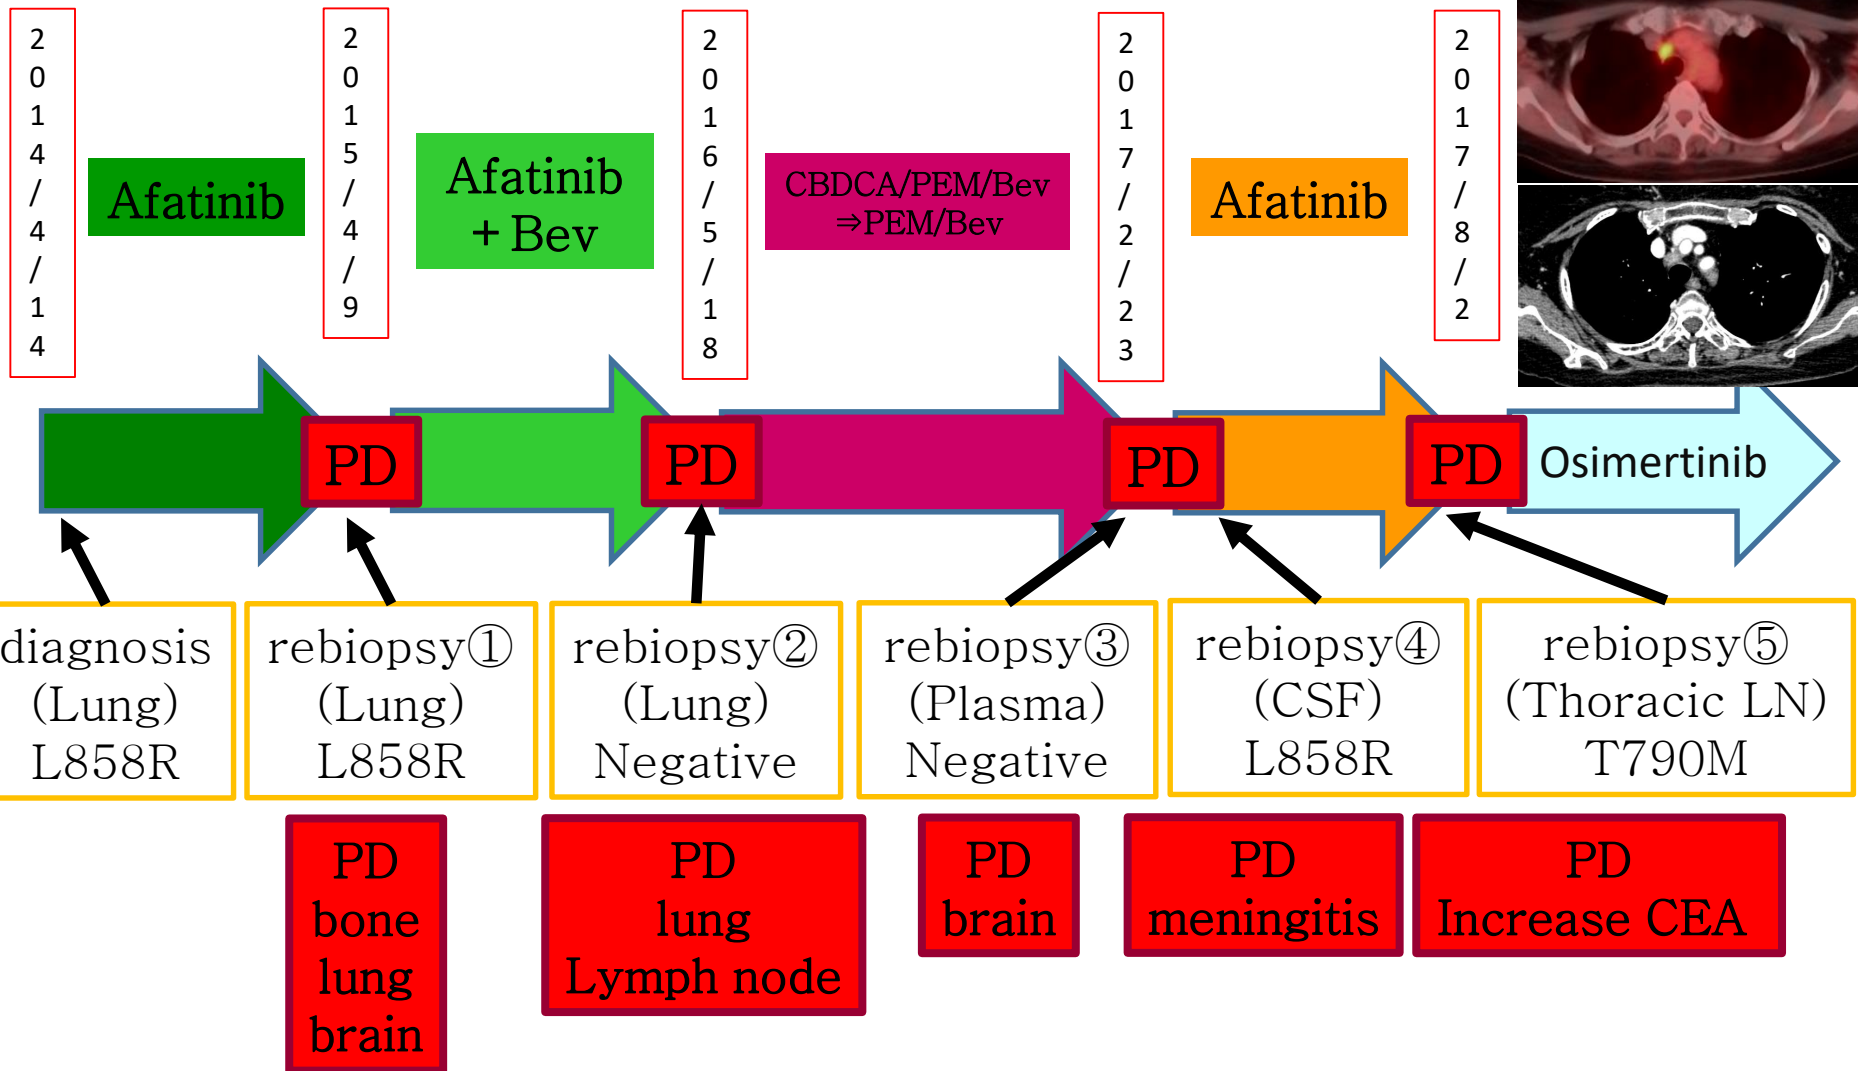 2014/4/14
2015/4/9
2016/5/18
2017/2/23
2017/8/2
Afatinib
Afatinib
+Bev
CBDCA/PEM/Bev
⇒PEM/Bev
Afatinib
PD
PD
PD
PD
Osimertinib
diagnosis
(Lung)
L858R
rebiopsy①
(Lung)
L858R
rebiopsy②
(Lung)
Negative
rebiopsy③
(Plasma)
Negative
rebiopsy④
(CSF)
L858R
rebiopsy⑤
(Thoracic LN)
T790M
PD
bone
lung
brain
PD
lung
Lymph node
PD
brain
PD
meningitis
PD
Increase CEA